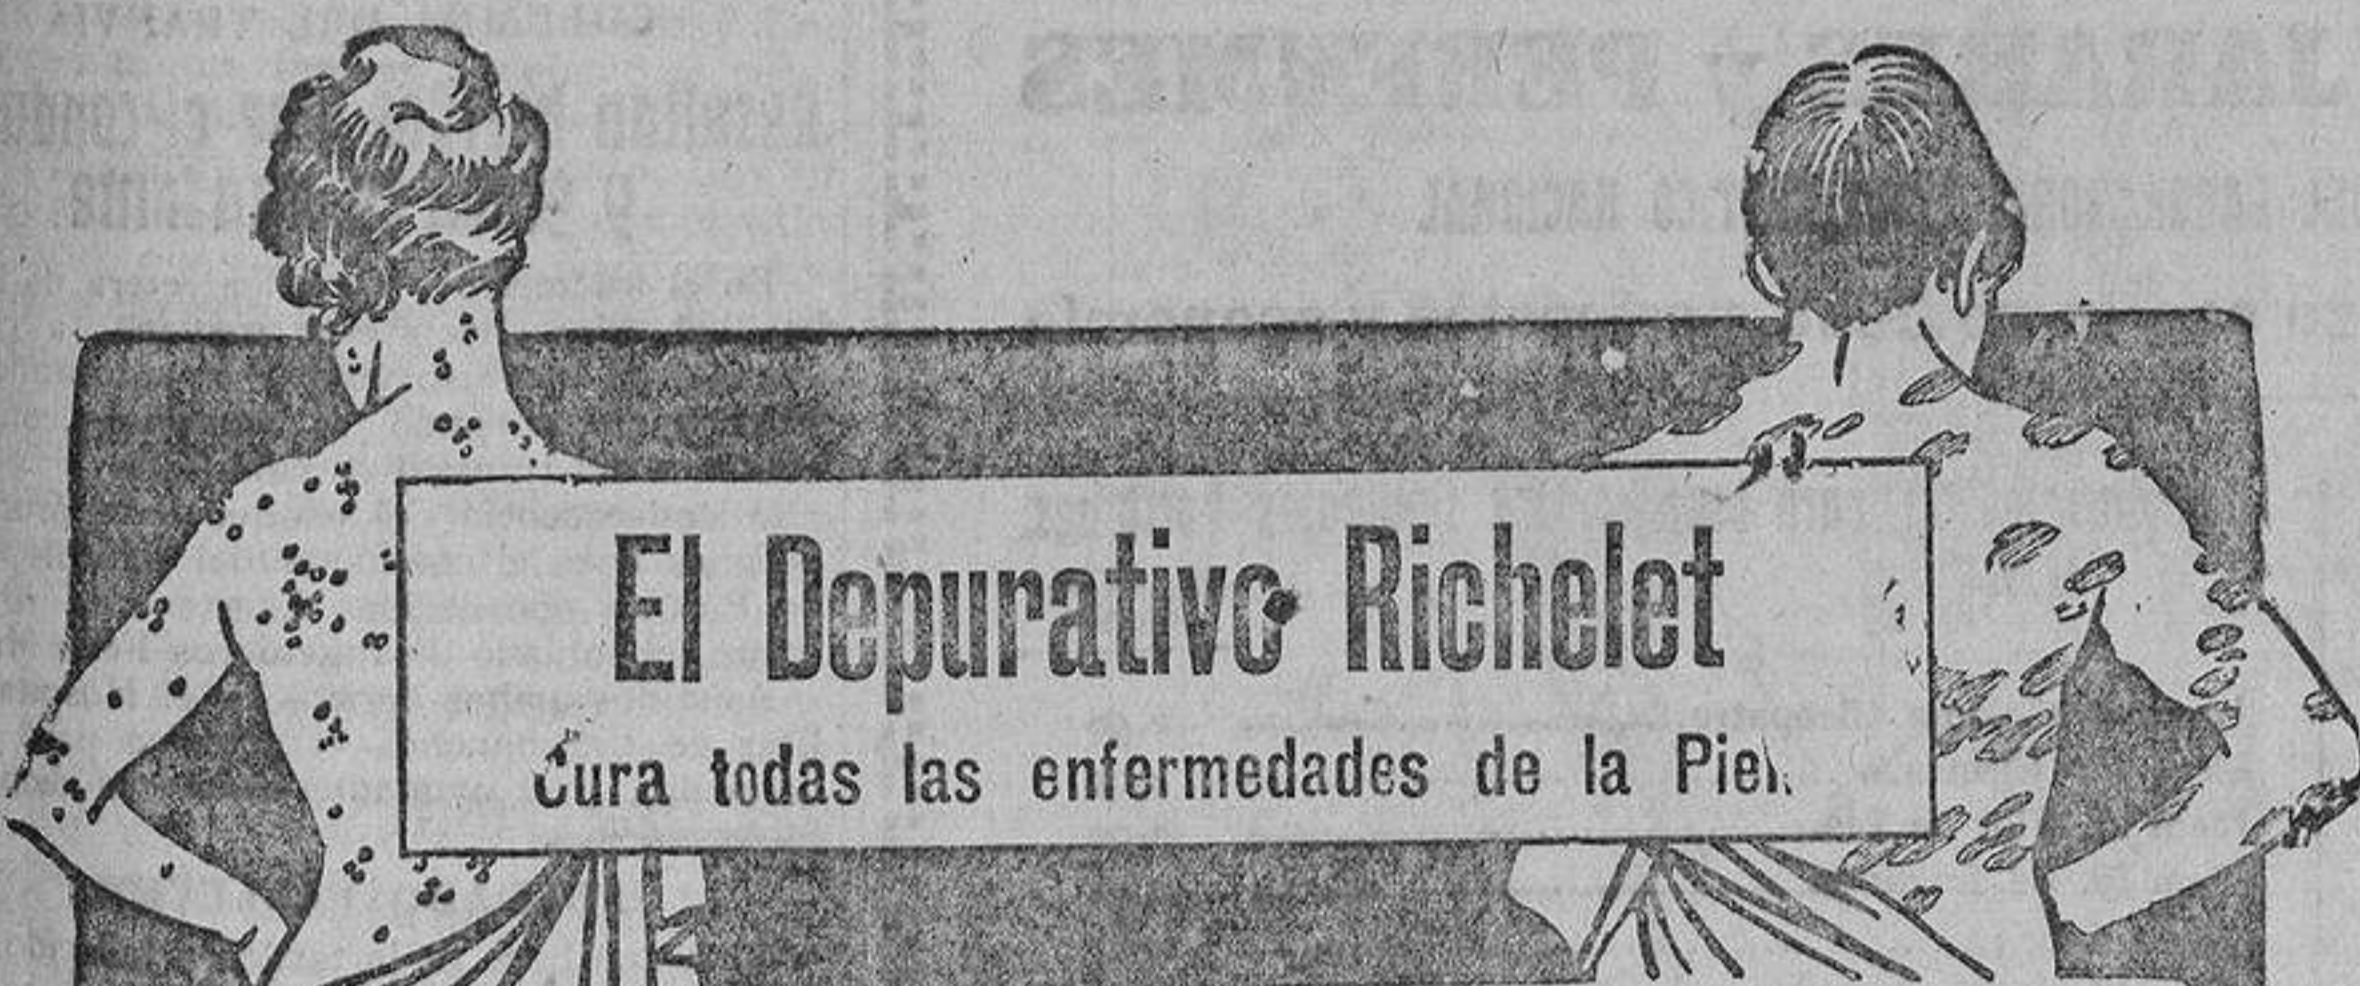 El Depurativo Richelet
Cura todas las enfermedades de la Piel.